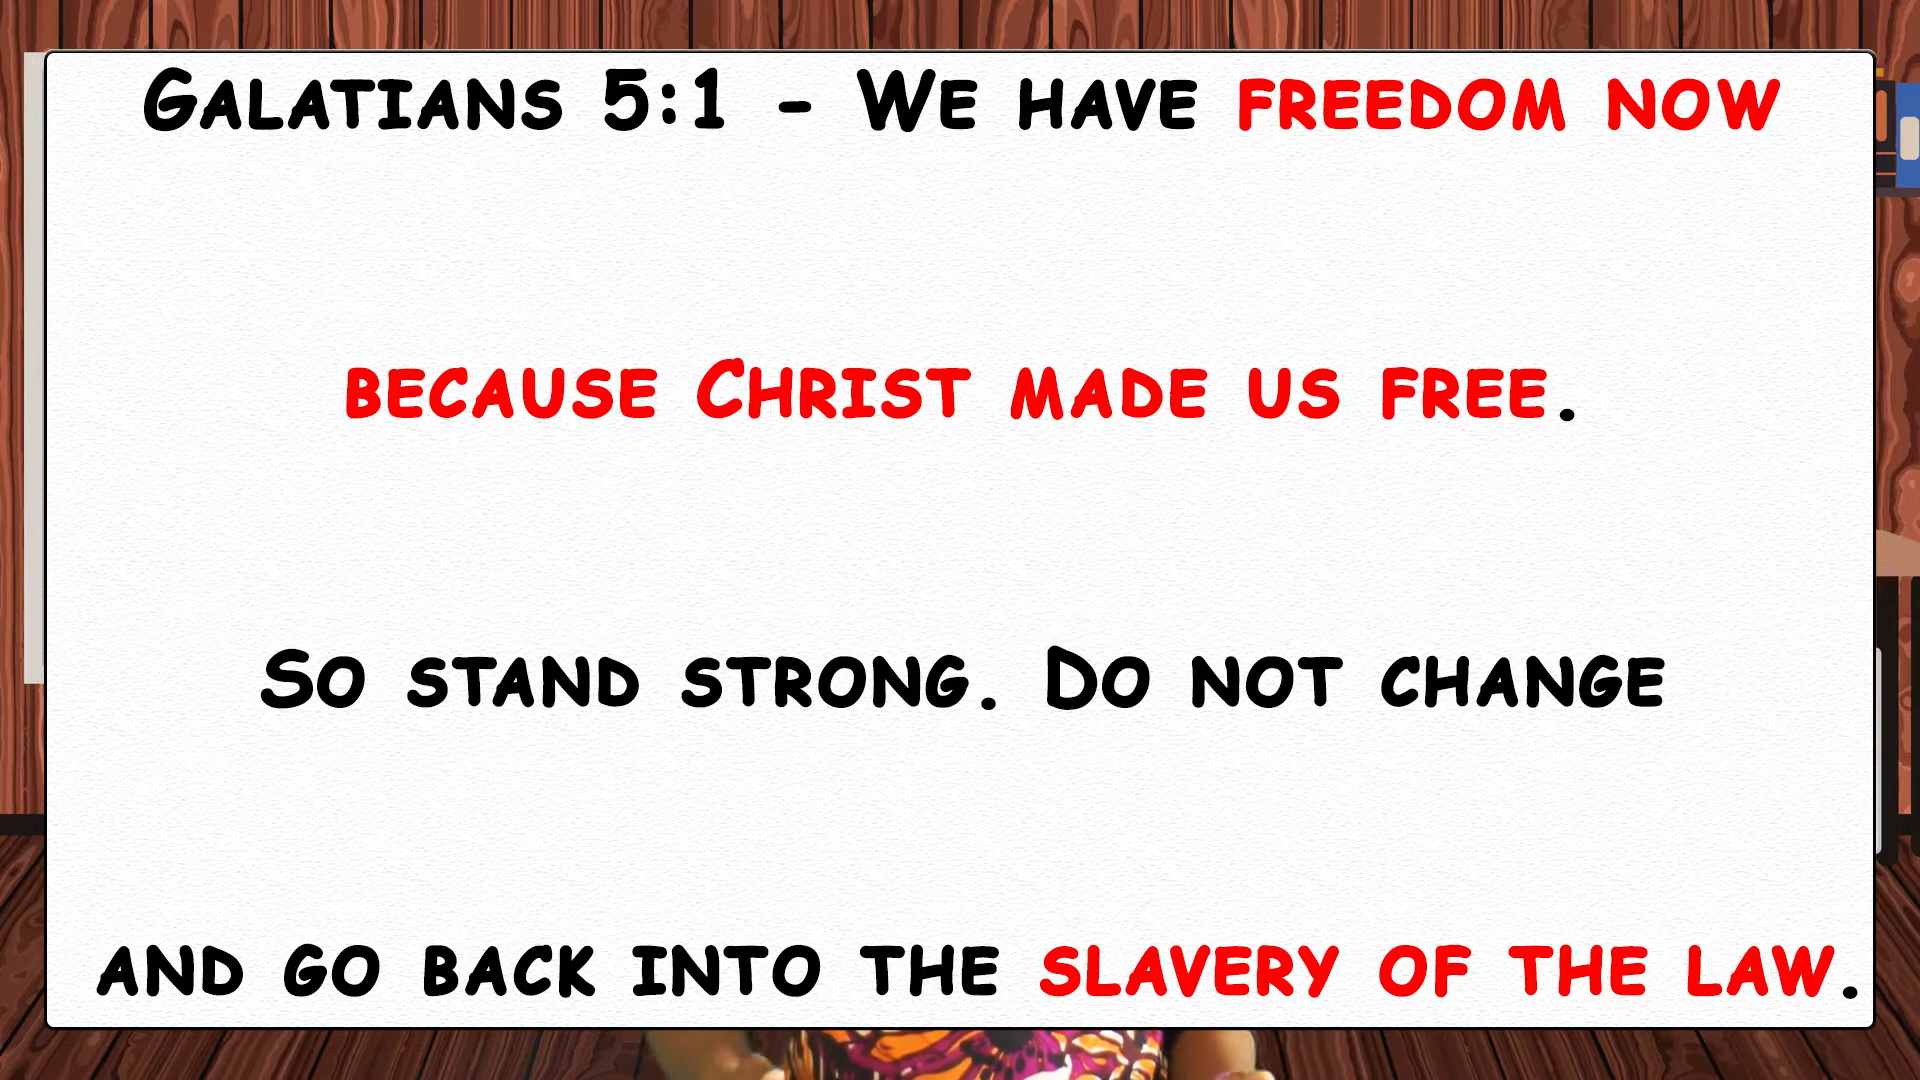 Galatians 5:1 - We have freedom now
because Christ made us free.
So stand strong. Do not change
and go back into the slavery of the law.